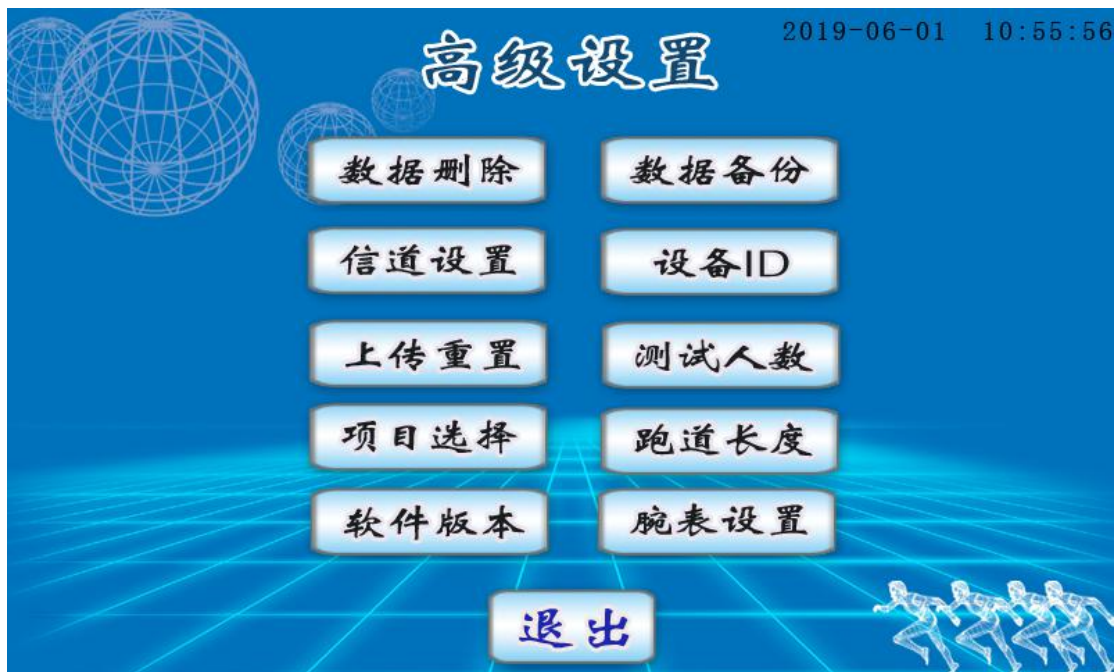 高级设置
2019-06-01 10:55:56
数据删除 数据备份
信道设置 设备ID
上传重置 测试人数
项目选择 跑道长度
软件版本 腕表设置
退出